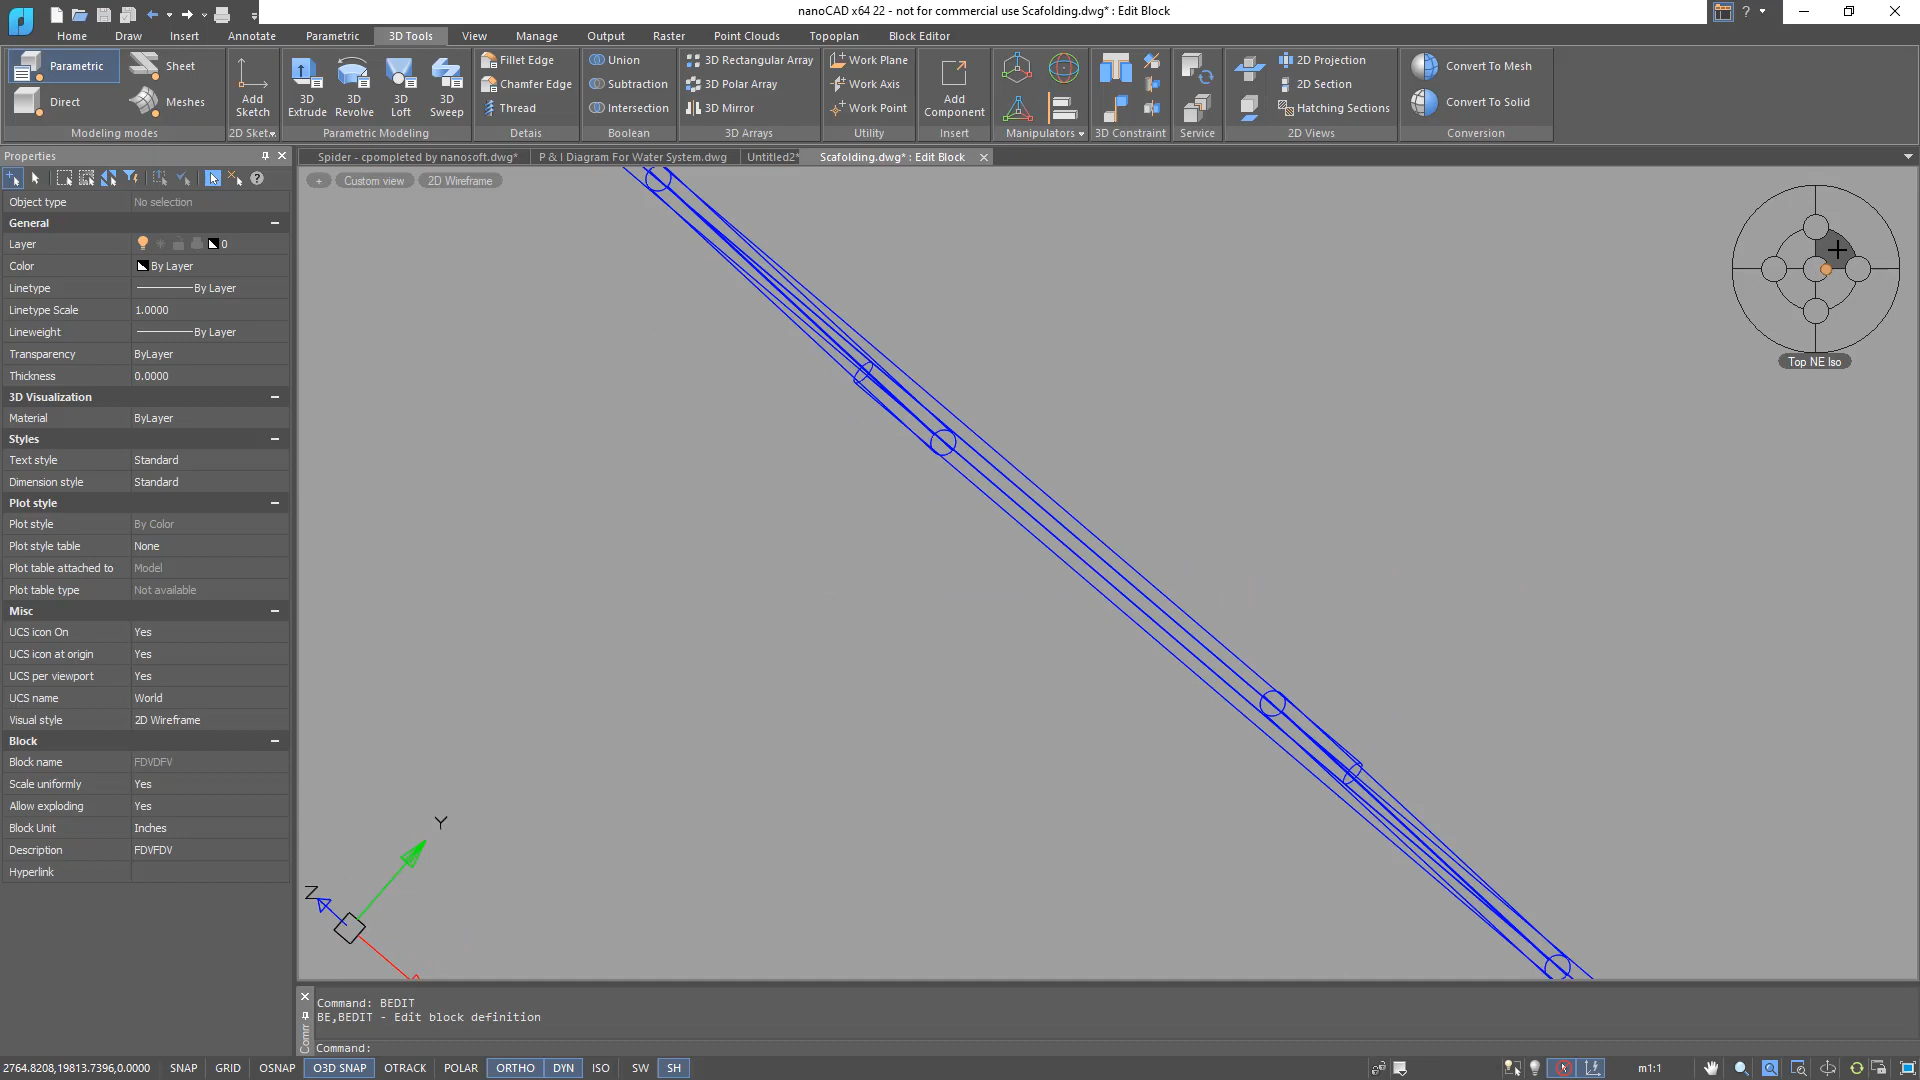 nanoCAD x64 22 - not for commercial use Scafolding.dwg* : Edit Block
?
Home Draw Insert Annotate Parametric 3D Tools View Manage Output Raster Point Clouds Topoplan Block Editor
Parametric Sheet
Direct Meshes
Modeling modes
Add Sketch
2D Sket
3D Extrude
3D Revolve
3D Loft
3D Sweep
Parametric Modeling
Fillet Edge
Chamfer Edge
Thread
Detais
Union
Subtraction
Intersection
Boolean
3D Rectangular Array
3D Polar Array
3D Mirror
3D Arrays
Work Plane
Work Axis
Work Point
Utility
Add Component
Insert
Manipulators
3D Constraint
Service
2D Projection
2D Section
Hatching Sections
2D Views
Convert To Mesh
Convert To Solid
Conversion
Properties
Spider - cpompleted by nanosoft.dwg* P & I Diagram For Water System.dwg Untitled2* Scafolding.dwg* : Edit Block
+ Custom view 2D Wireframe
?
Object type No selection
General
Layer 0
Color By Layer
Linetype By Layer
Linetype Scale 1.0000
Lineweight By Layer
Transparency ByLayer
Thickness 0.0000
3D Visualization
Material ByLayer
Styles
Text style Standard
Dimension style Standard
Plot style
Plot style By Color
Plot style table None
Plot table attached to Model
Plot table type Not available
Misc
UCS icon On Yes
UCS icon at origin Yes
UCS per viewport Yes
UCS name World
Visual style 2D Wireframe
Block
Block name FDVDFV
Scale uniformly Yes
Allow exploding Yes
Block Unit Inches
Description FDVFDV
Hyperlink
Top NE Iso
Y
Z
Command: BEDIT
BE,BEDIT - Edit block definition
Command:
2764.8208,19813.7396,0.0000 SNAP GRID OSNAP O3D SNAP OTRACK POLAR ORTHO DYN ISO SW SH m1:1